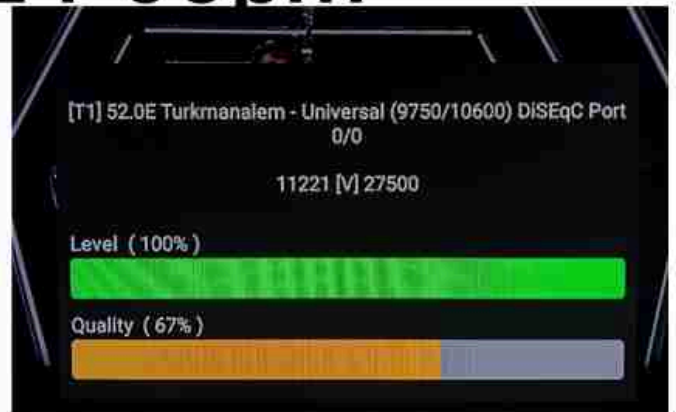 [T1] 52.0E Turkmanalem - Universal (9750/10600) DiSEqC Port
0/0
11221 [V] 27500
Level ( 100% )
Quality ( 67% )